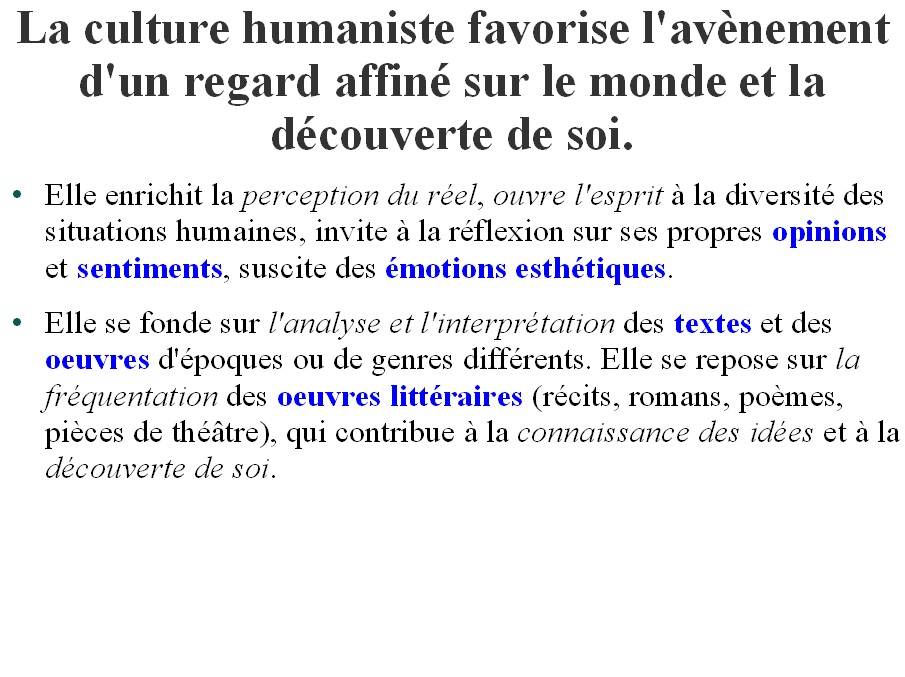 La culture humaniste favorise l'avènement
d'un regard affiné sur le monde et la
découverte de soi.
• Elle enrichit la perception du réel, ouvre l'esprit à la diversité des
situations humaines, invite à la réflexion sur ses propres opinions
et sentiments, suscite des émotions esthétiques.
• Elle se fonde sur l'analyse et l'interprétation des textes et des
oeuvres d'époques ou de genres différents. Elle se repose sur la
fréquentation des oeuvres littéraires (récits, romans, poèmes,
pièces de théâtre), qui contribue à la connaissance des idées et à la
découverte de soi.